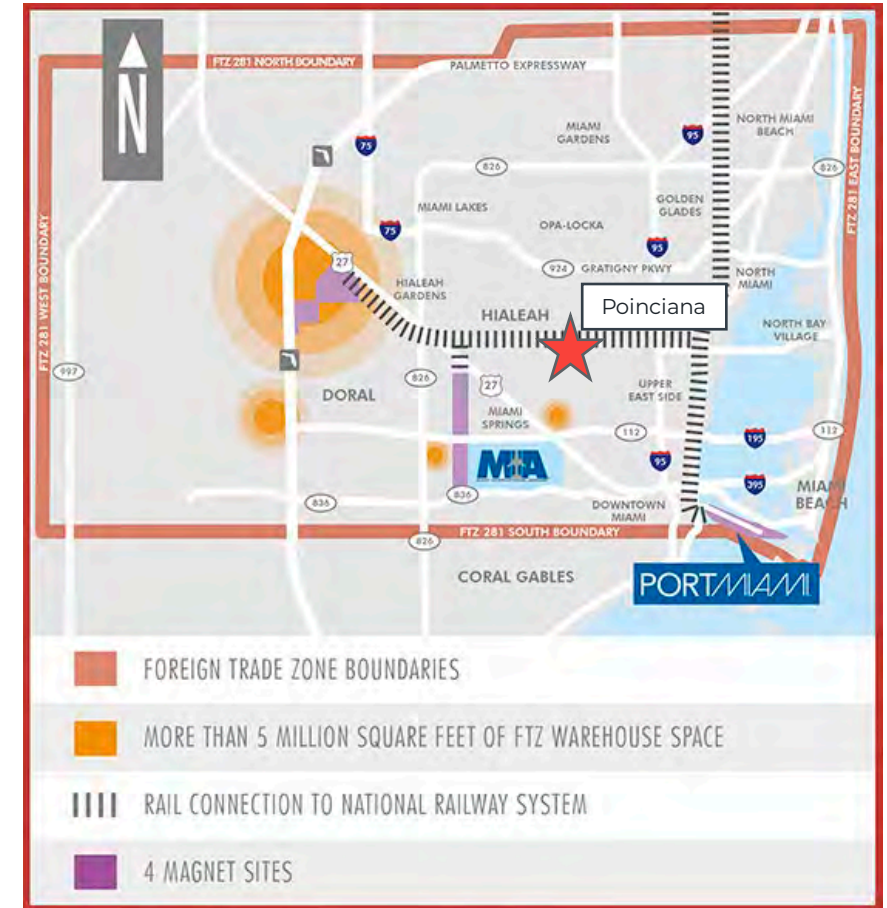 N
FTZ 281 NORTH BOUNDARY
PALMETTO EXPRESSWAY
FTZ 281 EAST BOUNDARY
FTZ 281 WEST BOUNDARY
75
MIAMI
GARDENS
95
NORTH MIAMI
BEACH
826
826
MIAMI LAKES
GOLDEN
GLADES
75
OPA-LOCKA
95
27
924
GRATIGNY PKWY
HIALEAH
GARDENS
NORTH
MIAMI
Poinciana
HIALEAH
NORTH BAY
VILLAGE
997
826
27
UPPER
EAST SIDE
DORAL
MIAMI
SPRINGS
112
195
112
95
MIA
395
MIAMI
BEACH
836
836
DOWNTOWN
MIAMI
FTZ 281 SOUTH BOUNDARY
826
CORAL GABLES
PORTMIAMI
FOREIGN TRADE ZONE BOUNDARIES
MORE THAN 5 MILLION SQUARE FEET OF FTZ WAREHOUSE SPACE
RAIL CONNECTION TO NATIONAL RAILWAY SYSTEM
4 MAGNET SITES